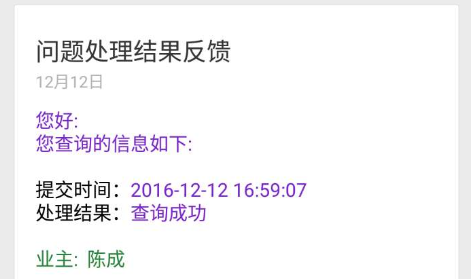 问题处理结果反馈
12月12日
您好:
您查询的信息如下:
提交时间：2016-12-12 16:59:07
处理结果：查询成功
业主: 陈成